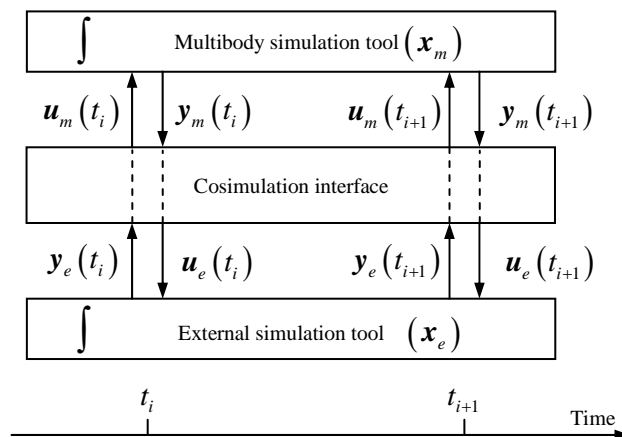 ∫ Multibody simulation tool (x_m)
u_m(t_i) y_m(t_i) u_m(t_{i+1}) y_m(t_{i+1})
Cosimulation interface
y_e(t_i) u_e(t_i) y_e(t_{i+1}) u_e(t_{i+1})
∫ External simulation tool (x_e)
t_i t_{i+1} Time